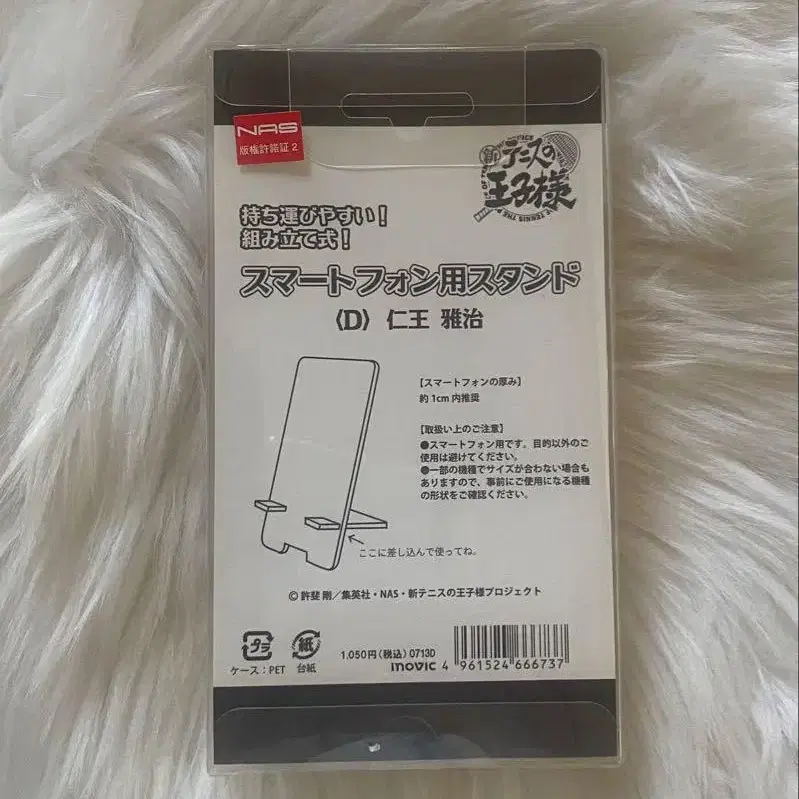 NAS
版権許諾証2
新テニスの
王子様
持ち運びやすい!
組み立て式!
スマートフォン用スタンド
〈D〉 仁王 雅治
【スマートフォンの厚み】
約1cm内推奨
【取扱い上のご注意】
●スマートフォン用です。目的以外のご
使用は避けてください。
●一部の機種でサイズが合わない場合も
ありますので、事前にご使用になる機種
の形状をご確認ください。
ここに差し込んで使ってね。
©許斐 剛／集英社・NAS・新テニスの王子様プロジェクト
プラ
ケース：PET
紙
台紙
1,050円(税込)0713D
movic
4 961524 666737